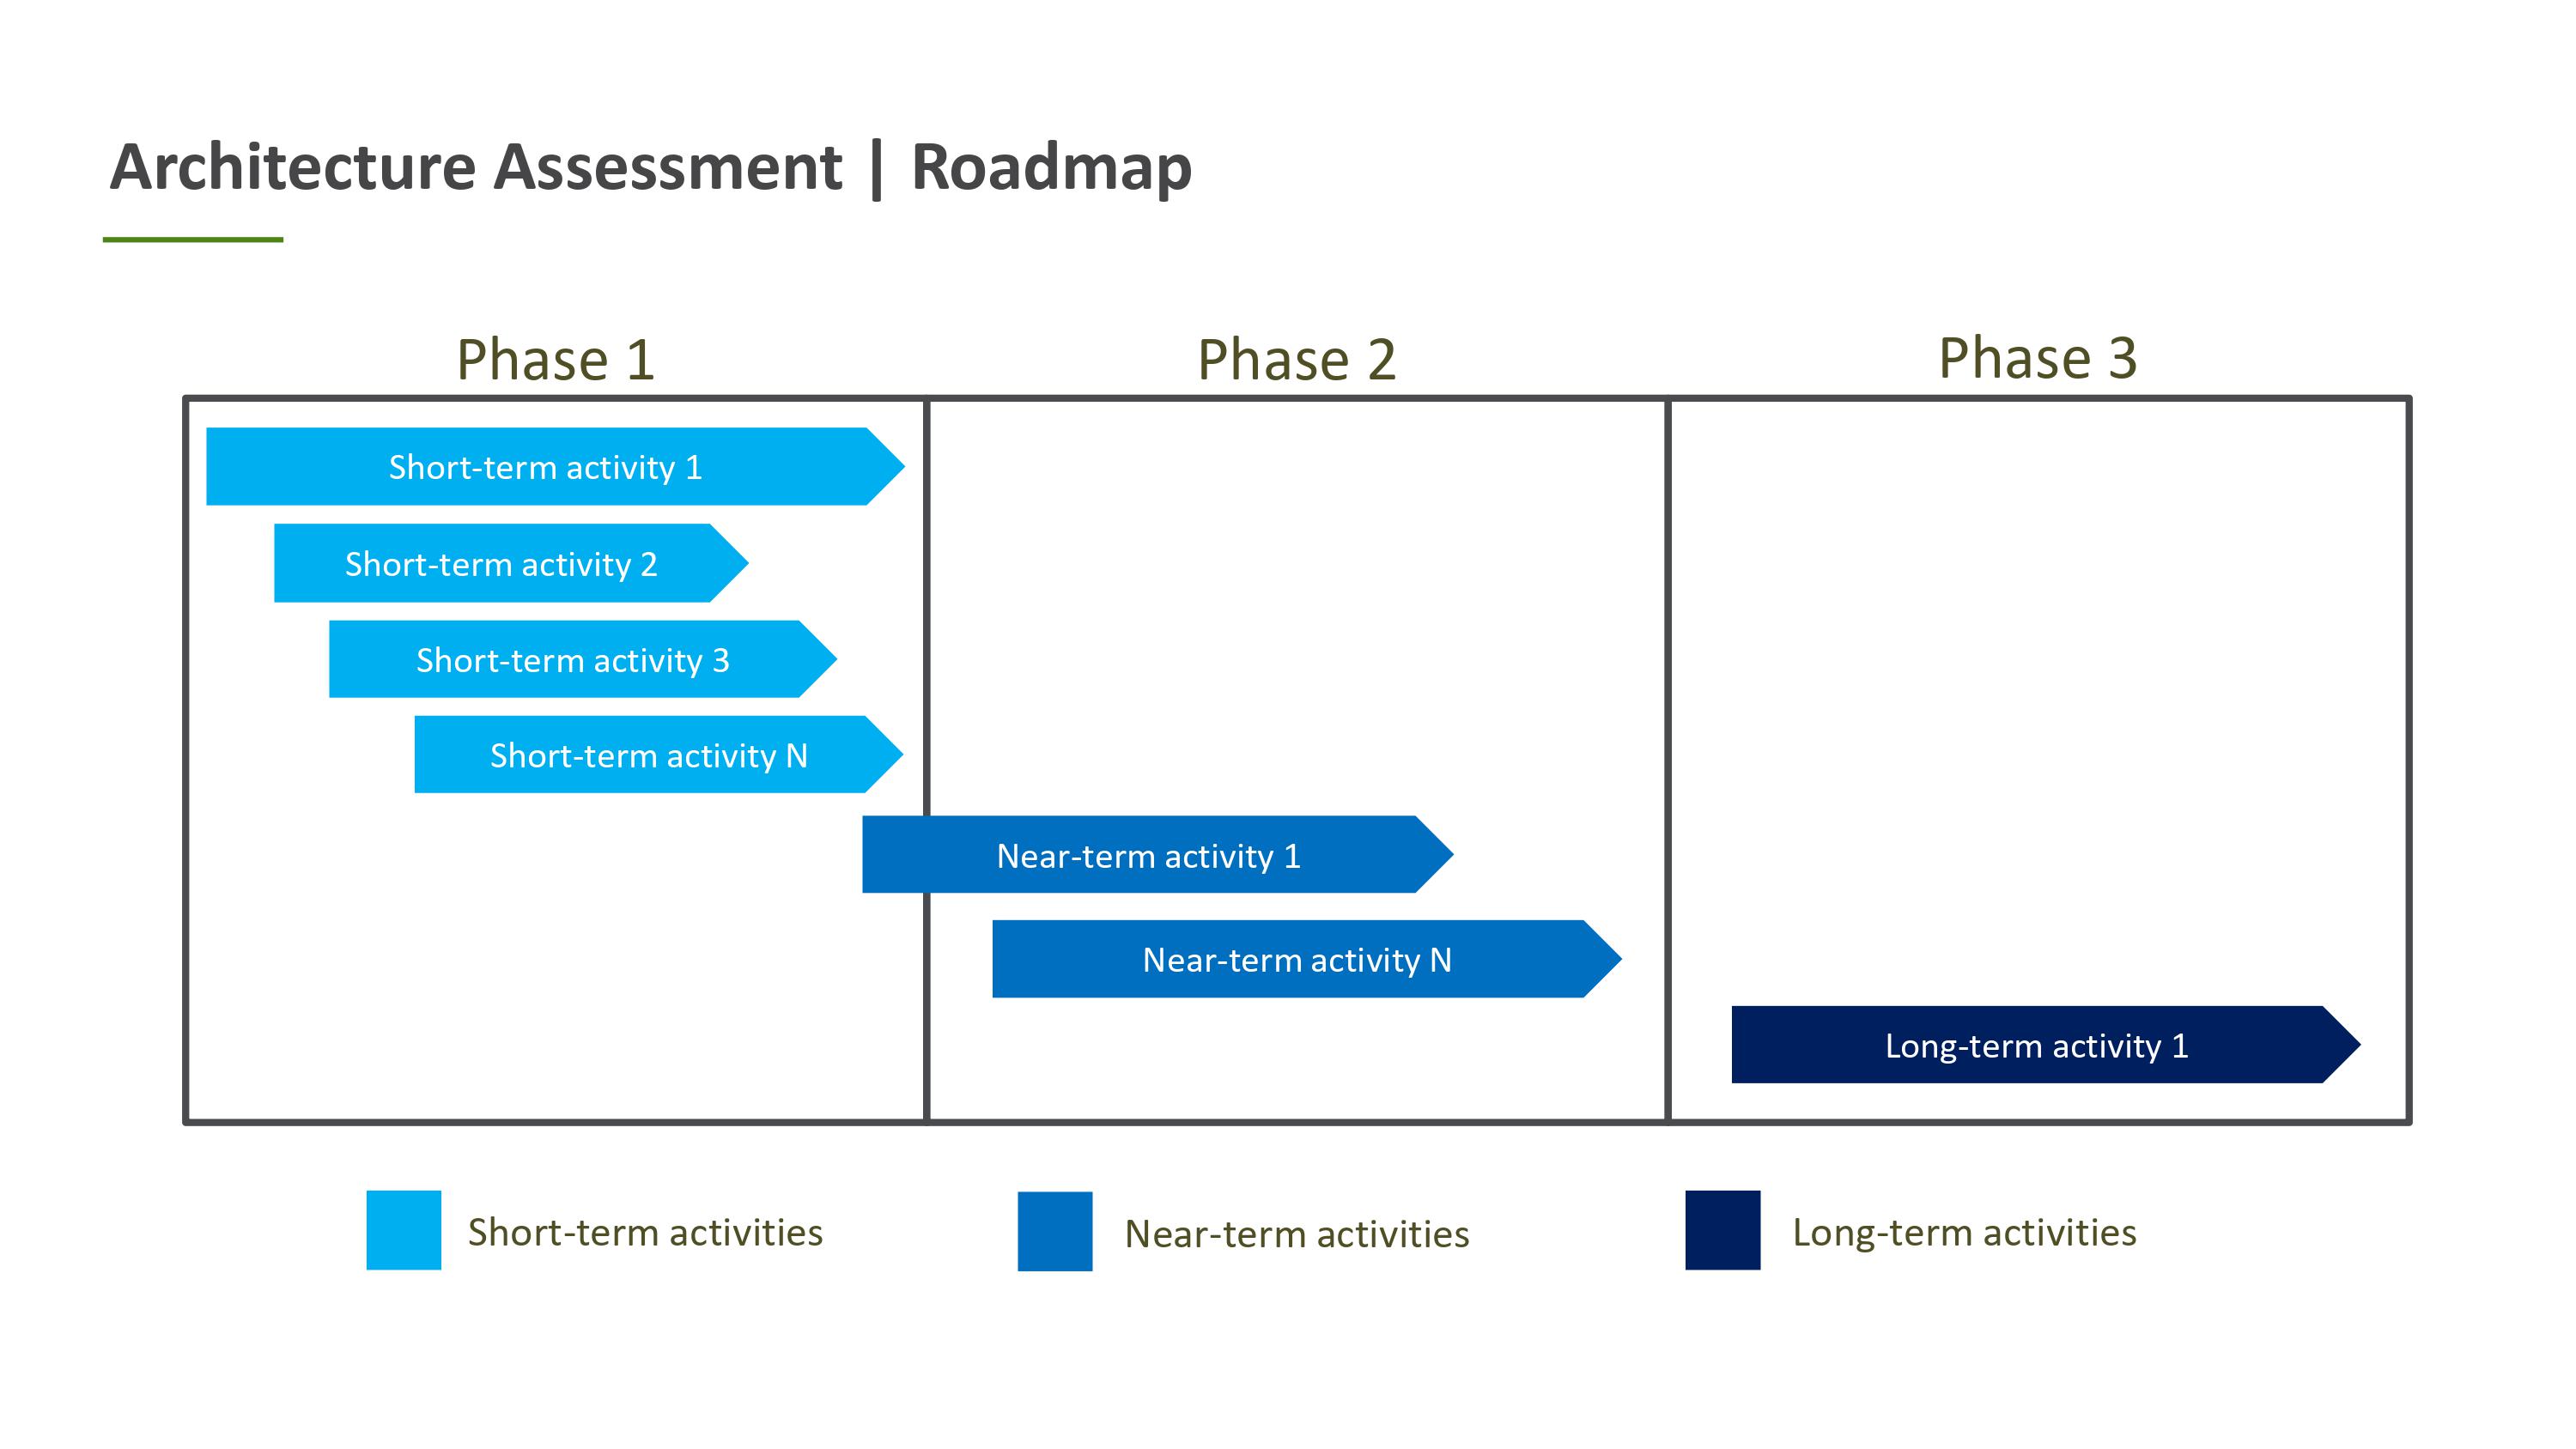 Architecture Assessment | Roadmap
Phase 1
Phase 2
Phase 3
Short-term activity 1
Short-term activity 2
Short-term activity 3
Short-term activity N
Near-term activity 1
Near-term activity N
Long-term activity 1
Short-term activities
Near-term activities
Long-term activities